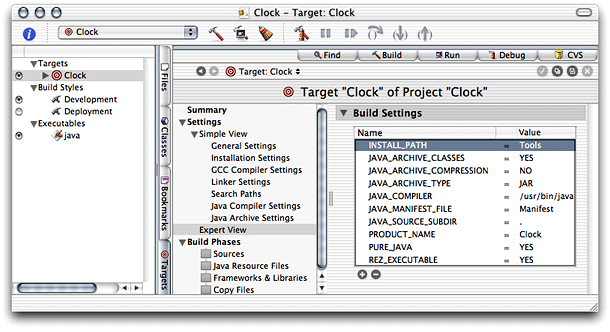 Clock – Target: Clock
Clock
Find
Build
Run
Debug
CVS
Targets
Clock
Build Styles
Development
Deployment
Executables
java
Files
Classes
Bookmarks
Targets
Target: Clock
Target "Clock" of Project "Clock"
Summary
Settings
Simple View
General Settings
Installation Settings
GCC Compiler Settings
Linker Settings
Search Paths
Java Compiler Settings
Java Archive Settings
Expert View
Build Phases
Sources
Java Resource Files
Frameworks & Libraries
Copy Files
Build Settings
Name Value
INSTALL_PATH = Tools
JAVA_ARCHIVE_CLASSES = YES
JAVA_ARCHIVE_COMPRESSION = NO
JAVA_ARCHIVE_TYPE = JAR
JAVA_COMPILER = /usr/bin/java
JAVA_MANIFEST_FILE = Manifest
JAVA_SOURCE_SUBDIR = .
PRODUCT_NAME = Clock
PURE_JAVA = YES
REZ_EXECUTABLE = YES